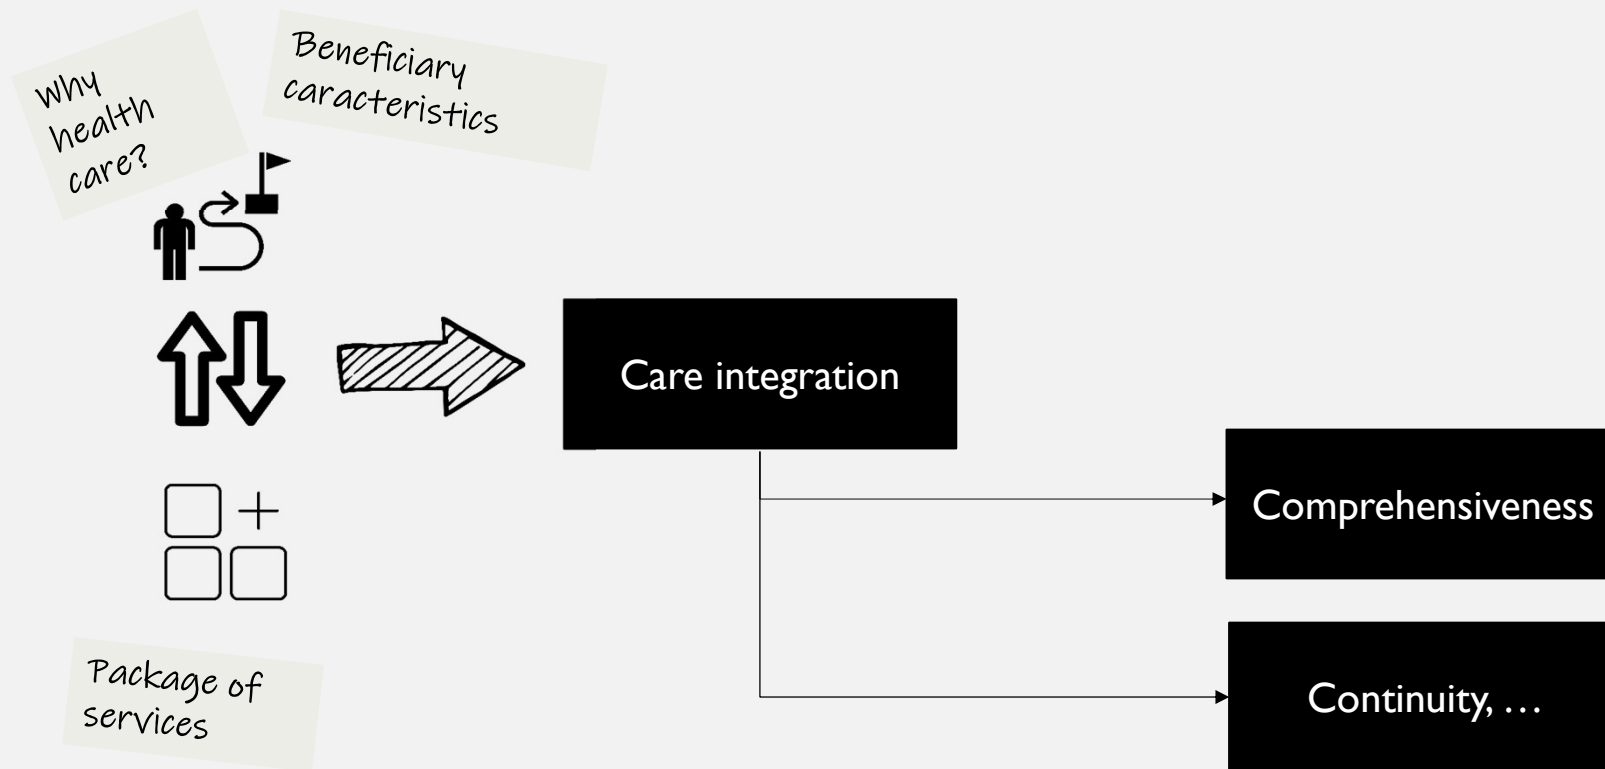 Why
health
care?
Beneficiary
caracteristics
Care integration
Comprehensiveness
Package of
services
Continuity, …